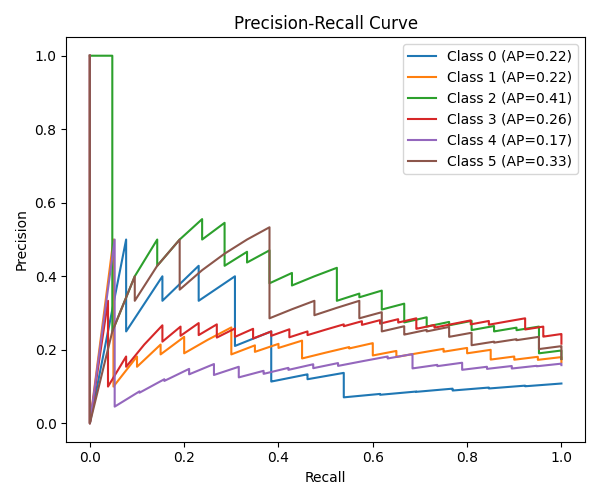 Precision-Recall Curve
Class 0 (AP=0.22)
Class 1 (AP=0.22)
Class 2 (AP=0.41)
Class 3 (AP=0.26)
Class 4 (AP=0.17)
Class 5 (AP=0.33)
Precision
1.0
0.8
0.6
0.4
0.2
0.0
0.0 0.2 0.4 0.6 0.8 1.0
Recall